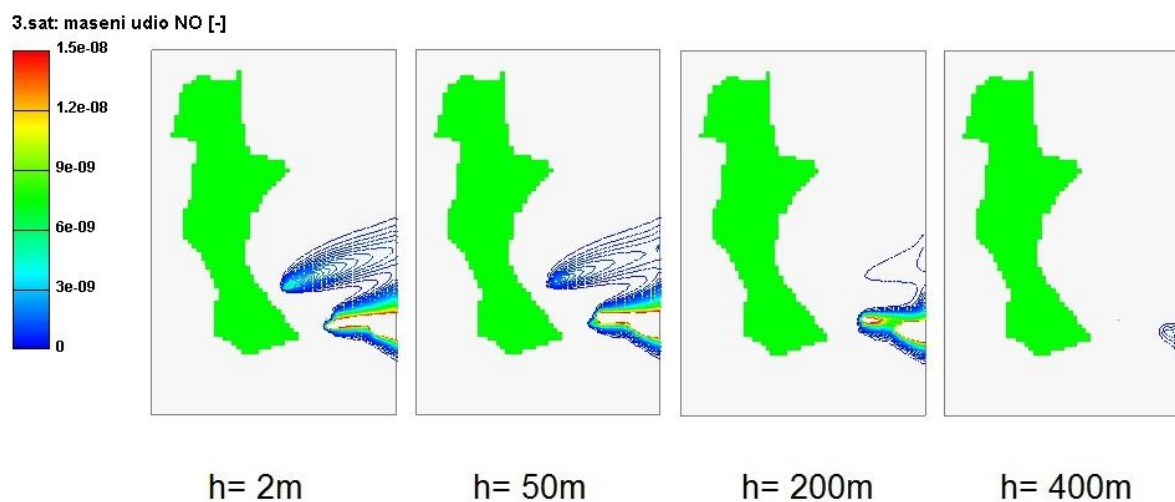 3.sat: maseni udio NO [-]
1.5e-08
1.2e-08
9e-09
6e-09
3e-09
0
h= 2m
h= 50m
h= 200m
h= 400m